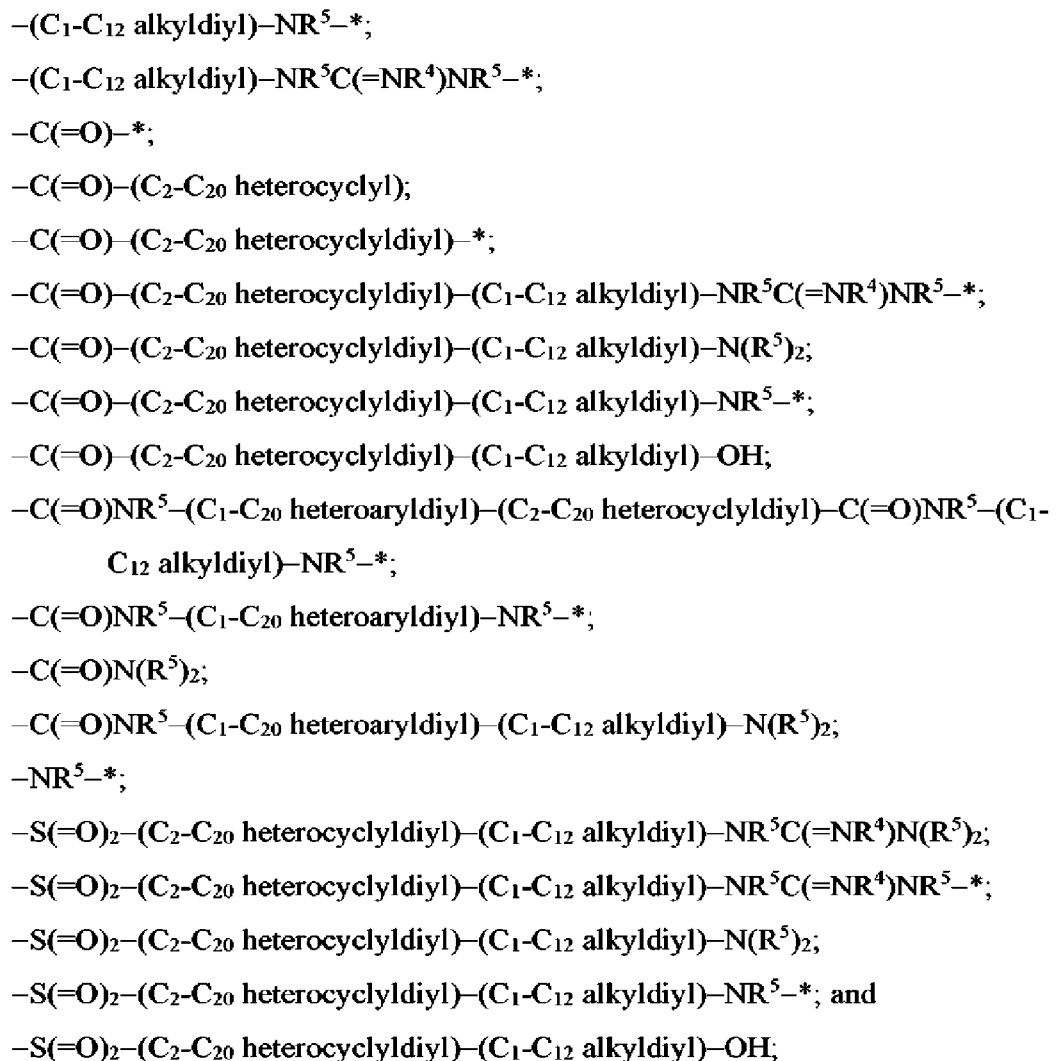 –(C₁-C₁₂ alkyldiyl)–NR⁵–*;
–(C₁-C₁₂ alkyldiyl)–NR⁵C(=NR⁴)NR⁵–*;
–C(=O)–*;
–C(=O)–(C₂-C₂₀ heterocyclyl);
–C(=O)–(C₂-C₂₀ heterocyclyldiyl)–*;
–C(=O)–(C₂-C₂₀ heterocyclyldiyl)–(C₁-C₁₂ alkyldiyl)–NR⁵C(=NR⁴)NR⁵–*;
–C(=O)–(C₂-C₂₀ heterocyclyldiyl)–(C₁-C₁₂ alkyldiyl)–N(R⁵)₂;
–C(=O)–(C₂-C₂₀ heterocyclyldiyl)–(C₁-C₁₂ alkyldiyl)–NR⁵–*;
–C(=O)–(C₂-C₂₀ heterocyclyldiyl)–(C₁-C₁₂ alkyldiyl)–OH;
–C(=O)NR⁵–(C₁-C₂₀ heteroaryldiyl)–(C₂-C₂₀ heterocyclyldiyl)–C(=O)NR⁵–(C₁-
C₁₂ alkyldiyl)–NR⁵–*;
–C(=O)NR⁵–(C₁-C₂₀ heteroaryldiyl)–NR⁵–*;
–C(=O)N(R⁵)₂;
–C(=O)NR⁵–(C₁-C₂₀ heteroaryldiyl)–(C₁-C₁₂ alkyldiyl)–N(R⁵)₂;
–NR⁵–*;
–S(=O)₂–(C₂-C₂₀ heterocyclyldiyl)–(C₁-C₁₂ alkyldiyl)–NR⁵C(=NR⁴)N(R⁵)₂;
–S(=O)₂–(C₂-C₂₀ heterocyclyldiyl)–(C₁-C₁₂ alkyldiyl)–NR⁵C(=NR⁴)NR⁵–*;
–S(=O)₂–(C₂-C₂₀ heterocyclyldiyl)–(C₁-C₁₂ alkyldiyl)–N(R⁵)₂;
–S(=O)₂–(C₂-C₂₀ heterocyclyldiyl)–(C₁-C₁₂ alkyldiyl)–NR⁵–*; and
–S(=O)₂–(C₂-C₂₀ heterocyclyldiyl)–(C₁-C₁₂ alkyldiyl)–OH;